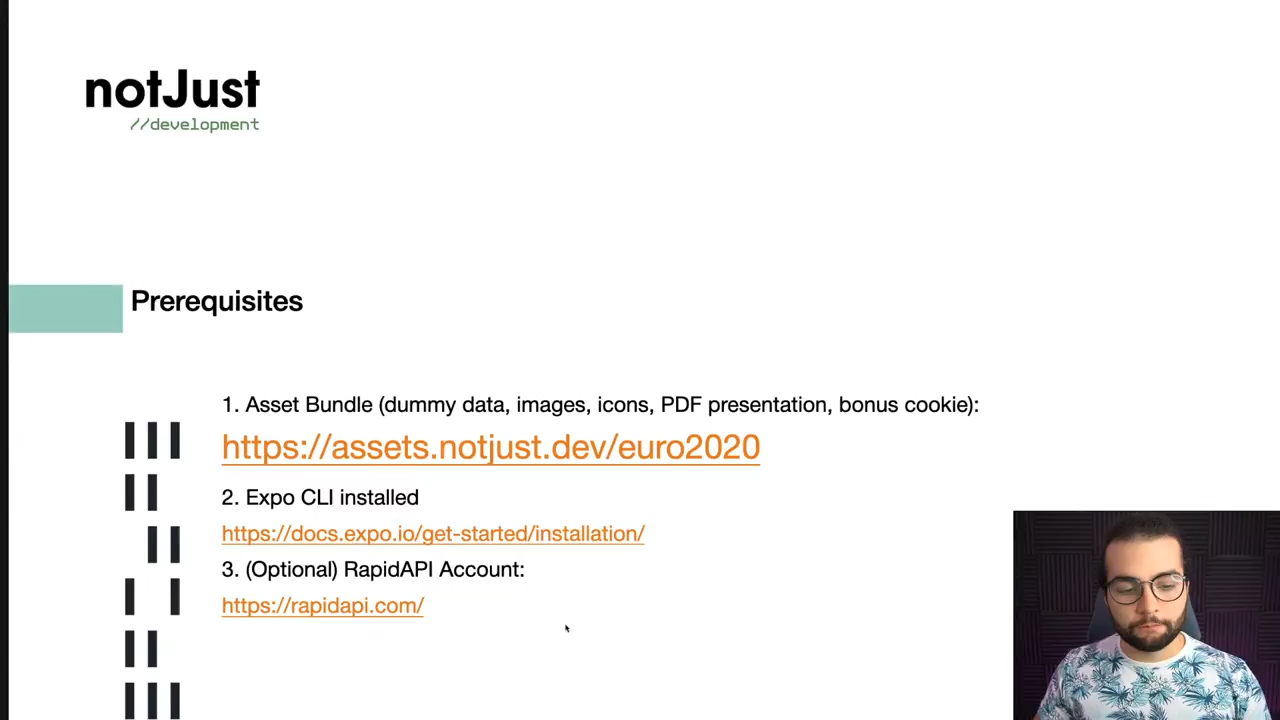 notJust
//development
Prerequisites
1. Asset Bundle (dummy data, images, icons, PDF presentation, bonus cookie):
https://assets.notjust.dev/euro2020
2. Expo CLI installed
https://docs.expo.io/get-started/installation/
3. (Optional) RapidAPI Account:
https://rapidapi.com/